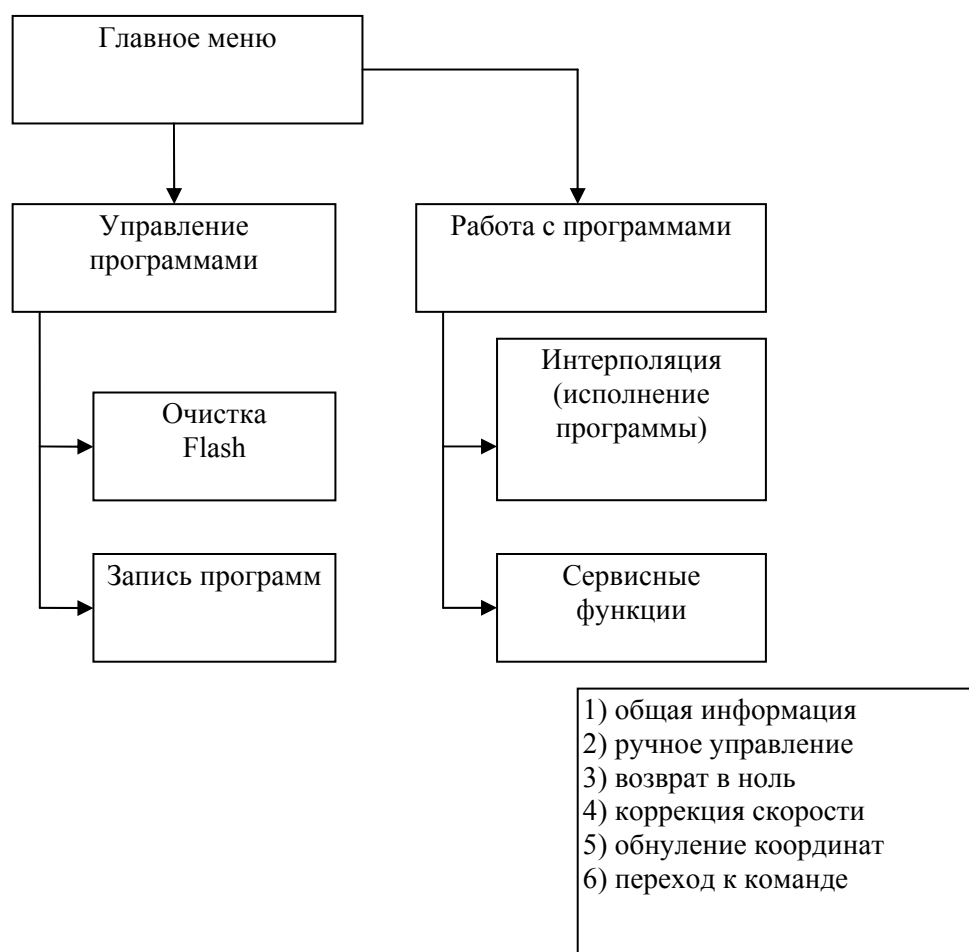 Главное меню
Управление
программами
Работа с программами
Очистка
Flash
Интерполяция
(исполнение
программы)
Запись программ
Сервисные
функции
1) общая информация
2) ручное управление
3) возврат в ноль
4) коррекция скорости
5) обнуление координат
6) переход к команде